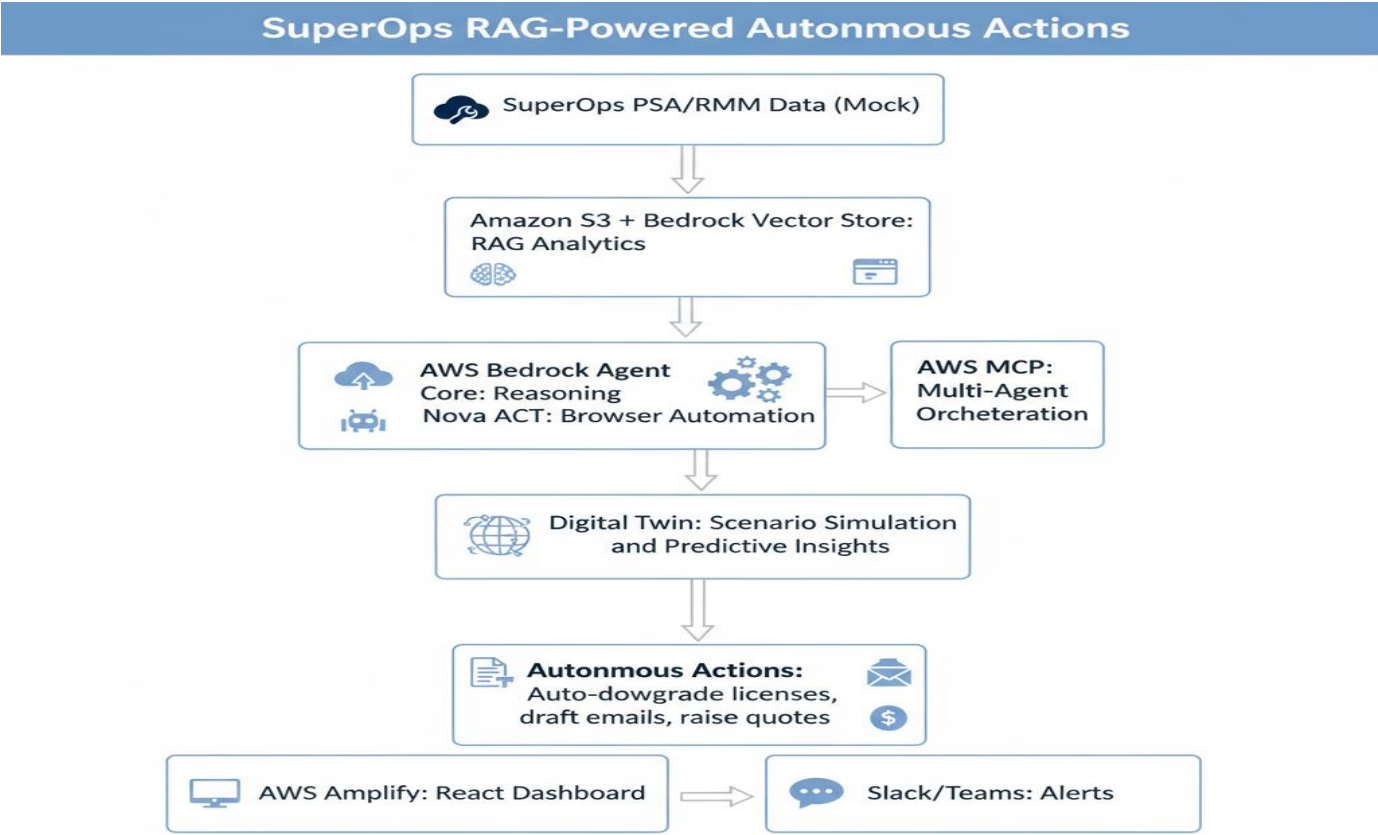 SuperOps RAG-Powered Autonmous Actions
SuperOps PSA/RMM Data (Mock)
Amazon S3 + Bedrock Vector Store:
RAG Analytics
AWS Bedrock Agent
Core: Reasoning
Nova ACT: Browser Automation
AWS MCP:
Multi-Agent
Orcheteration
Digital Twin: Scenario Simulation
and Predictive Insights
Autonmous Actions:
Auto-dowgrade licenses,
draft emails, raise quotes
$
AWS Amplify: React Dashboard
Slack/Teams: Alerts